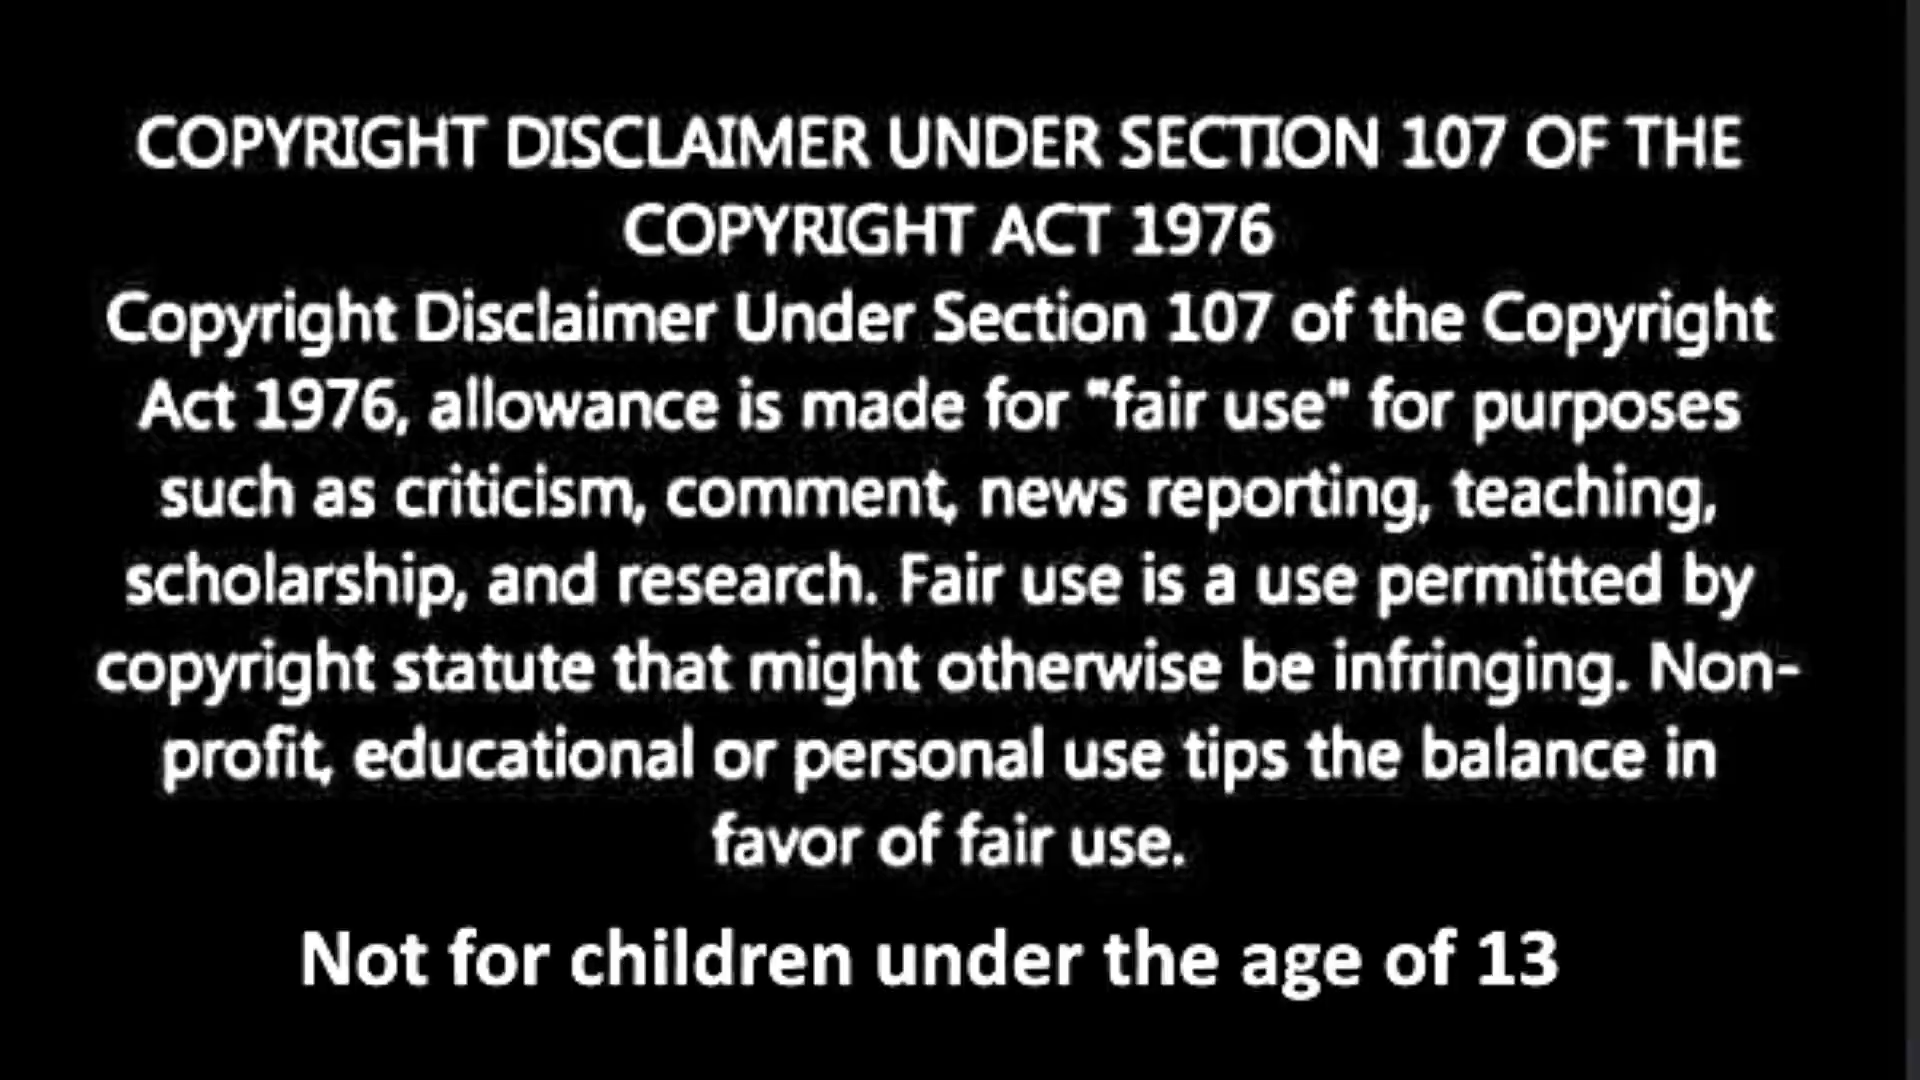 COPYRIGHT DISCLAIMER UNDER SECTION 107 OF THE
COPYRIGHT ACT 1976
Copyright Disclaimer Under Section 107 of the Copyright
Act 1976, allowance is made for "fair use" for purposes
such as criticism, comment, news reporting, teaching,
scholarship, and research. Fair use is a use permitted by
copyright statute that might otherwise be infringing. Non-
profit, educational or personal use tips the balance in
favor of fair use.
Not for children under the age of 13